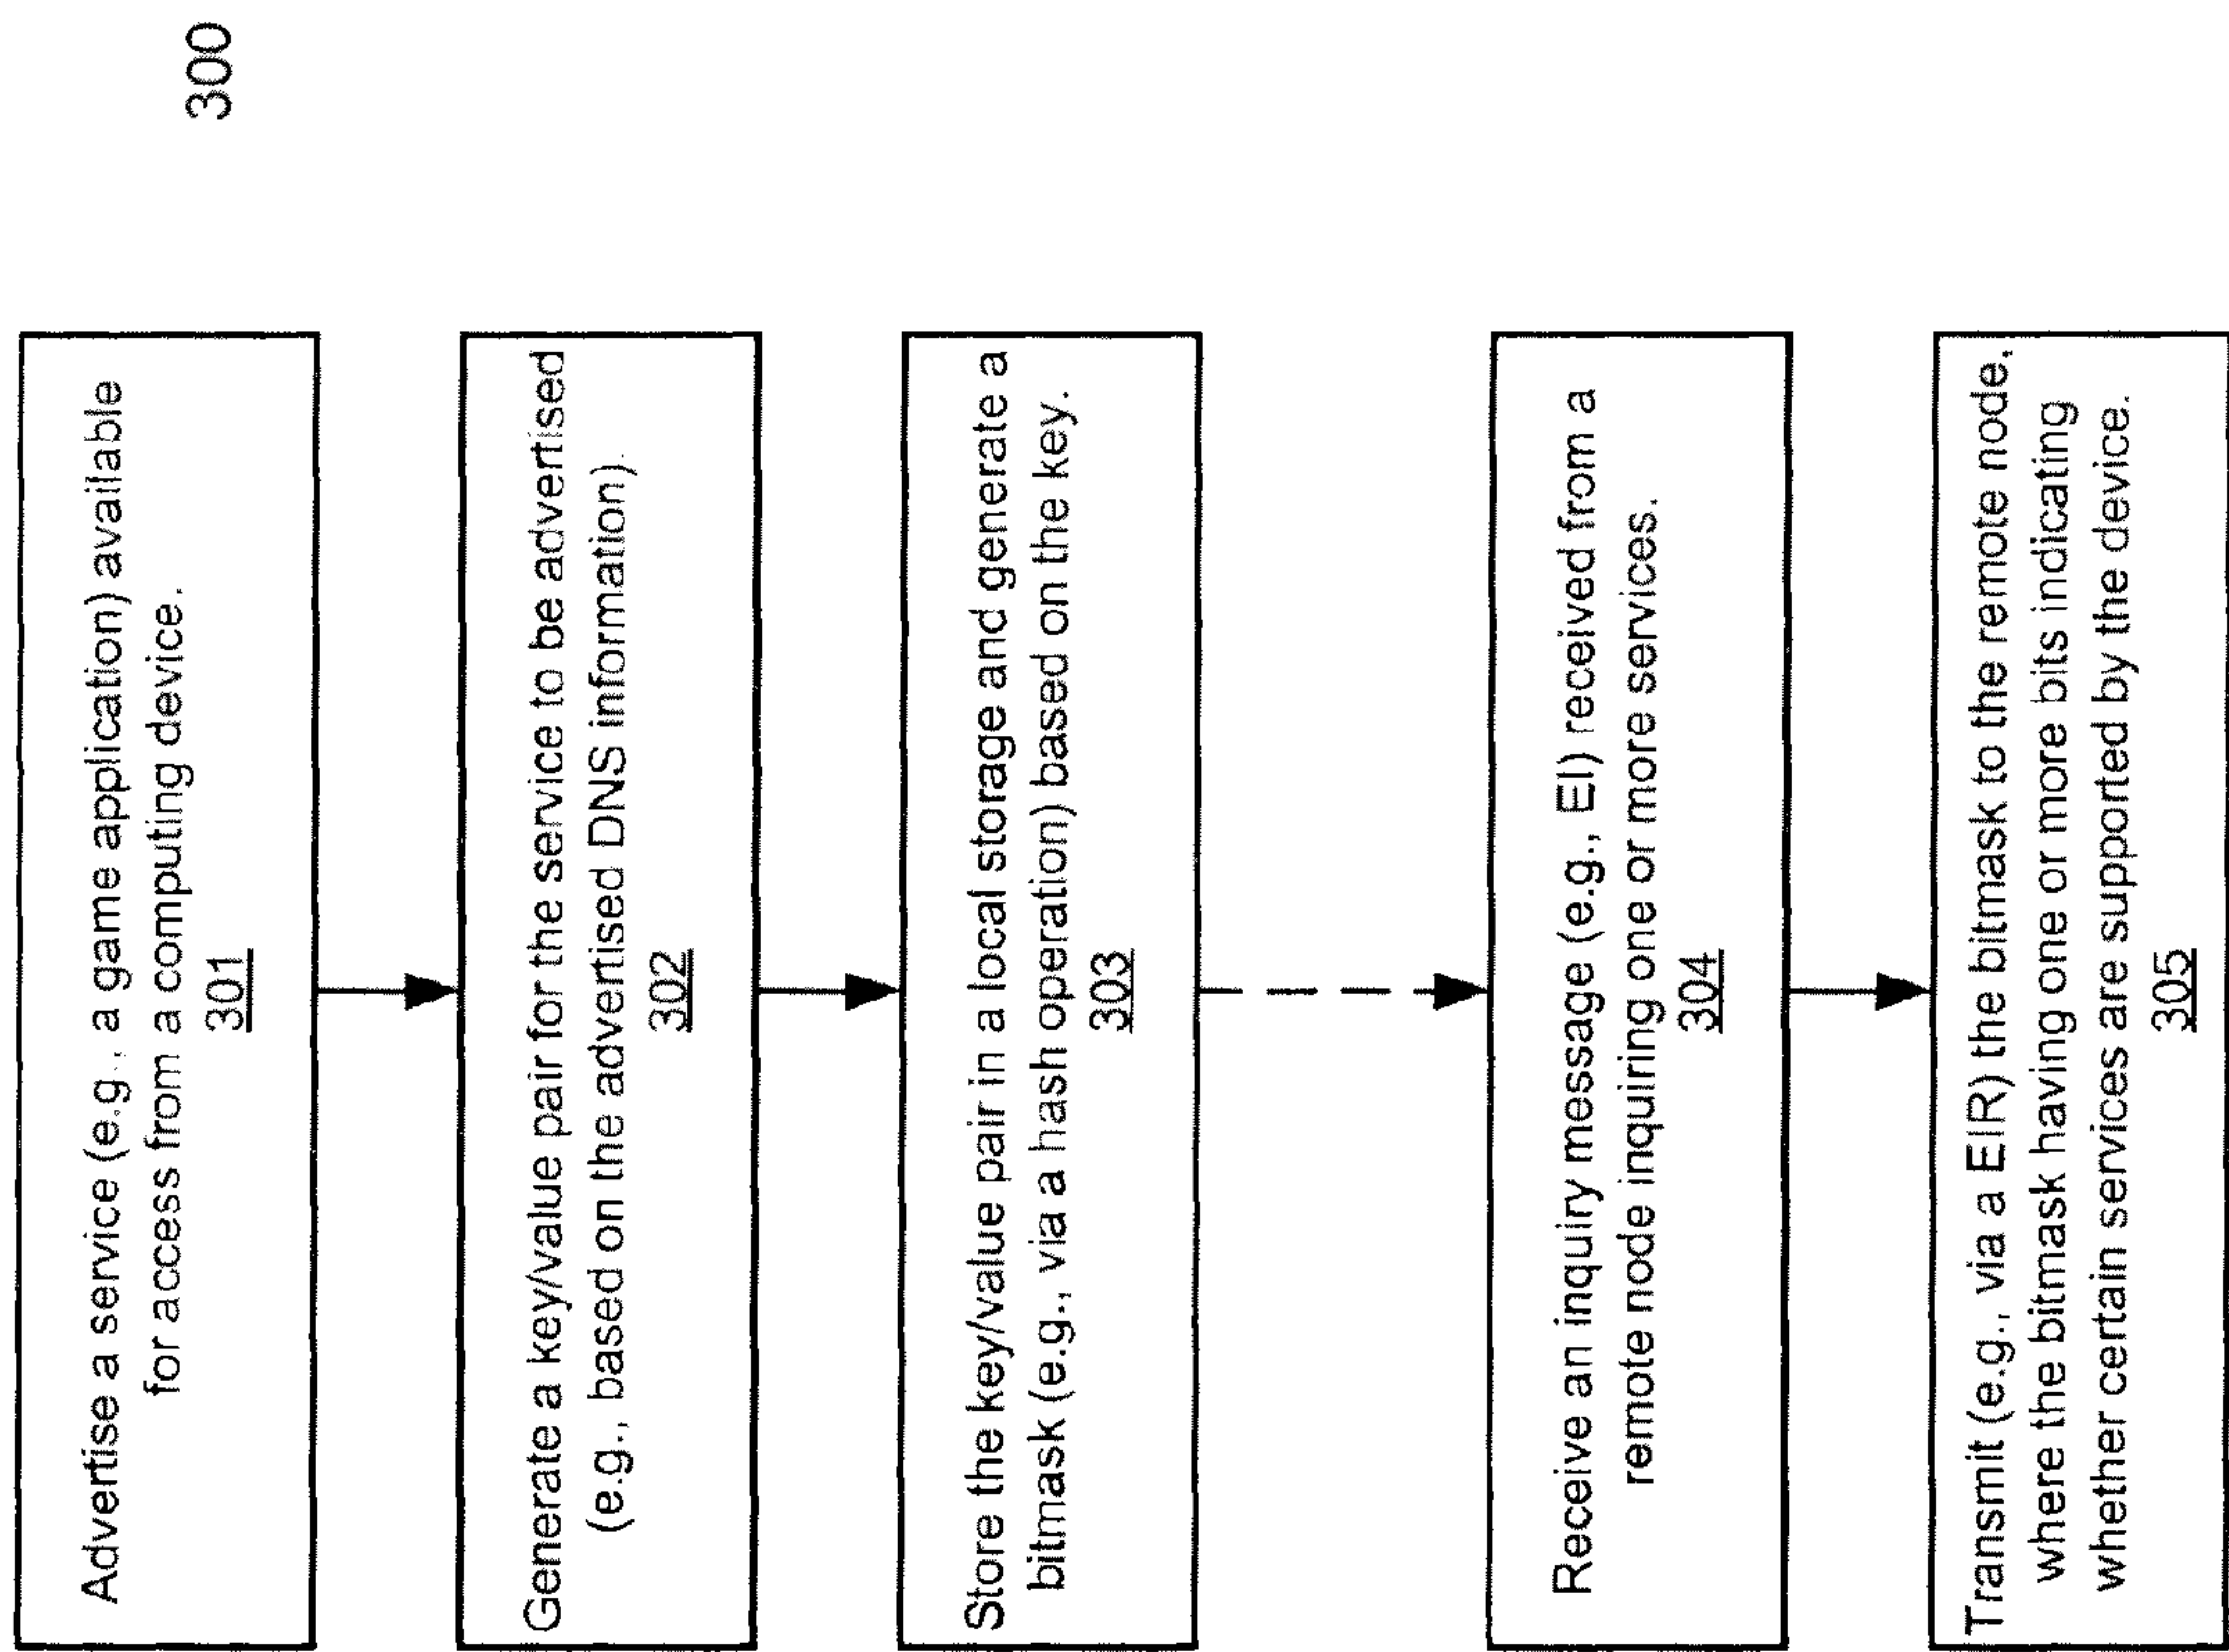 300
Advertise a service (e.g., a game application) available
for access from a computing device.
301
Generate a key/value pair for the service to be advertised
(e.g., based on the advertised DNS information).
302
Store the key/value pair in a local storage and generate a
bitmask (e.g., via a hash operation) based on the key.
303
Receive an inquiry message (e.g., EI) received from a
remote node inquiring one or more services.
304
Transmit (e.g., via a EIR) the bitmask to the remote node,
where the bitmask having one or more bits indicating
whether certain services are supported by the device.
305